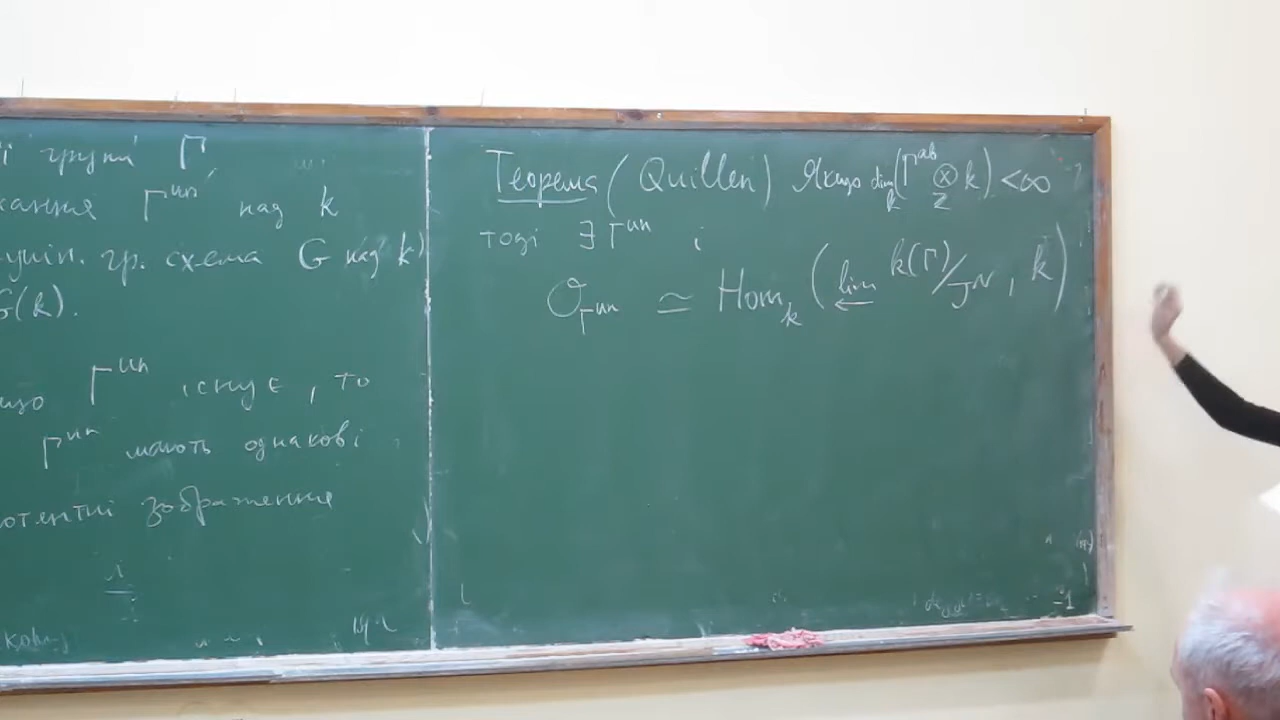 ї групи Γ
кання Γ^un над k
уніп. гр. схема G над k)
G(k).
що Γ^un існує, то
Γ^un мають однакові
отентні зображення
Теорема (Quillen) Якщо dim_k(Γ^ab ⊗_Z k) < ∞
тоді ∃ Γ^un і
O_Γ^un ≃ Hom_k (lim← k(Γ)/J^N, k)